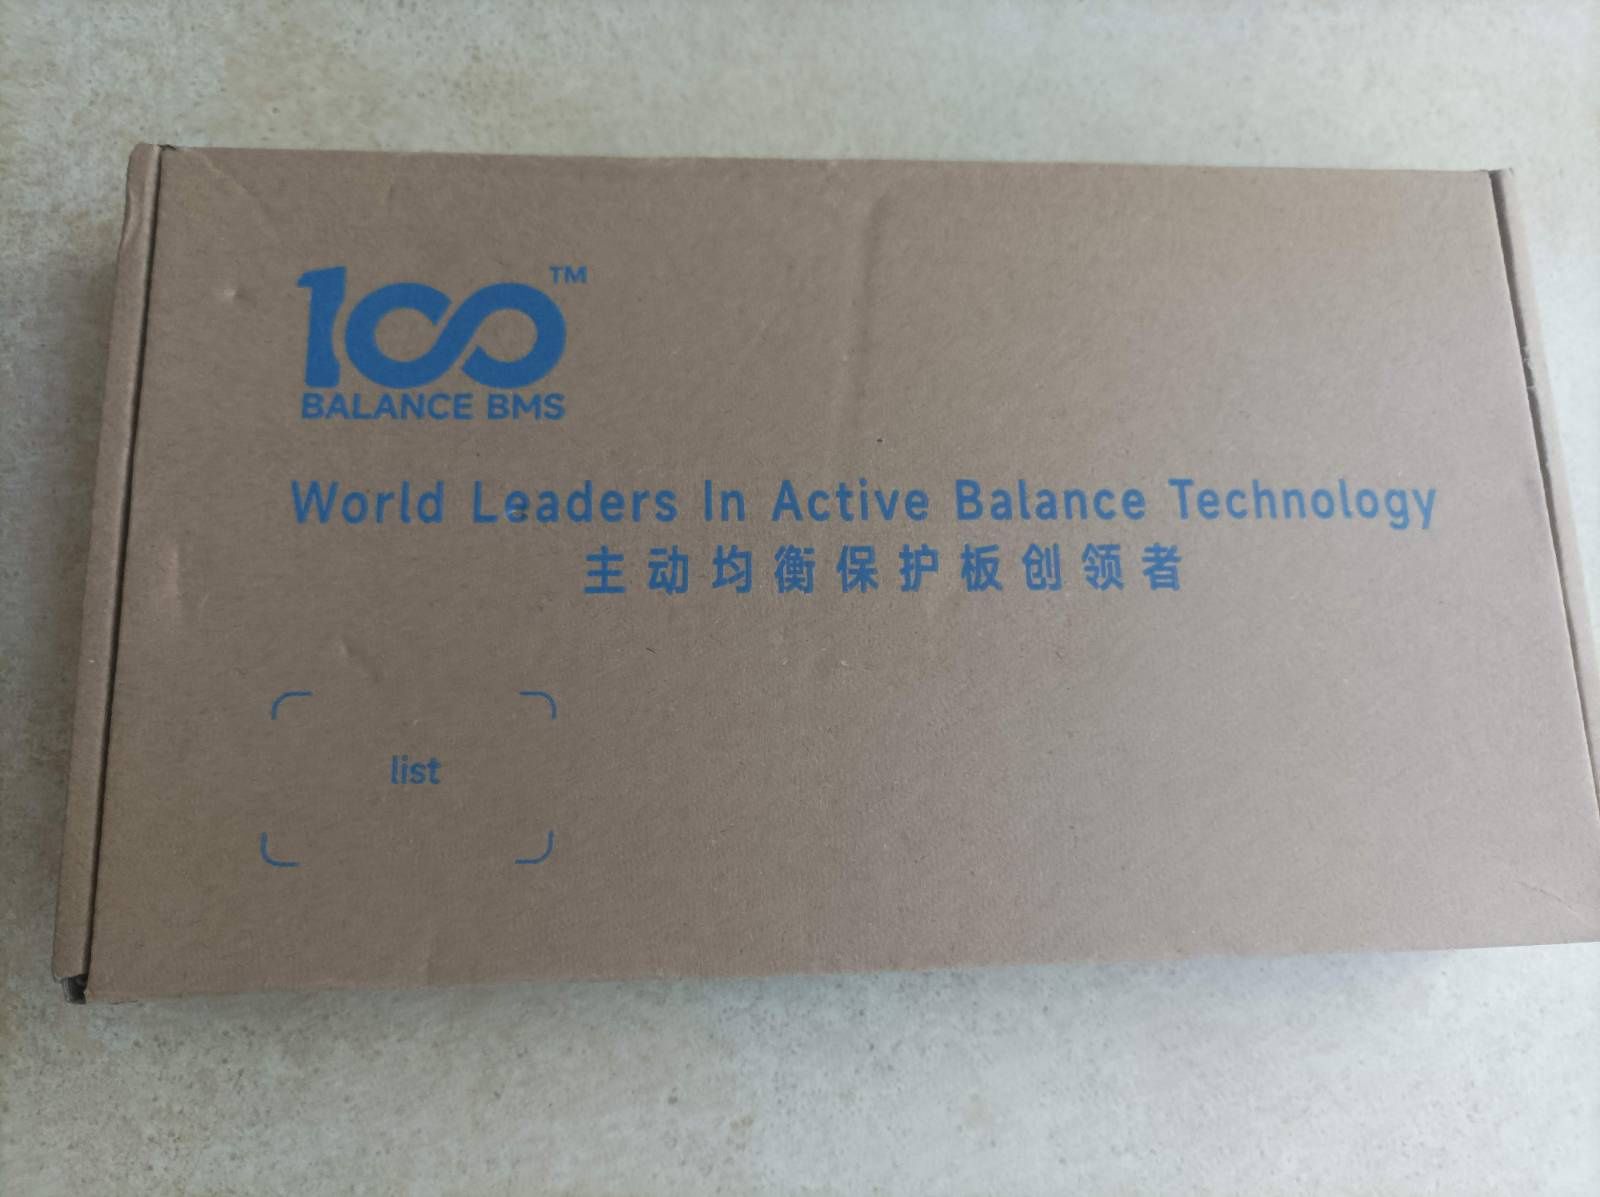 100™
BALANCE BMS
World Leaders In Active Balance Technology
主动均衡保护板创领者
list